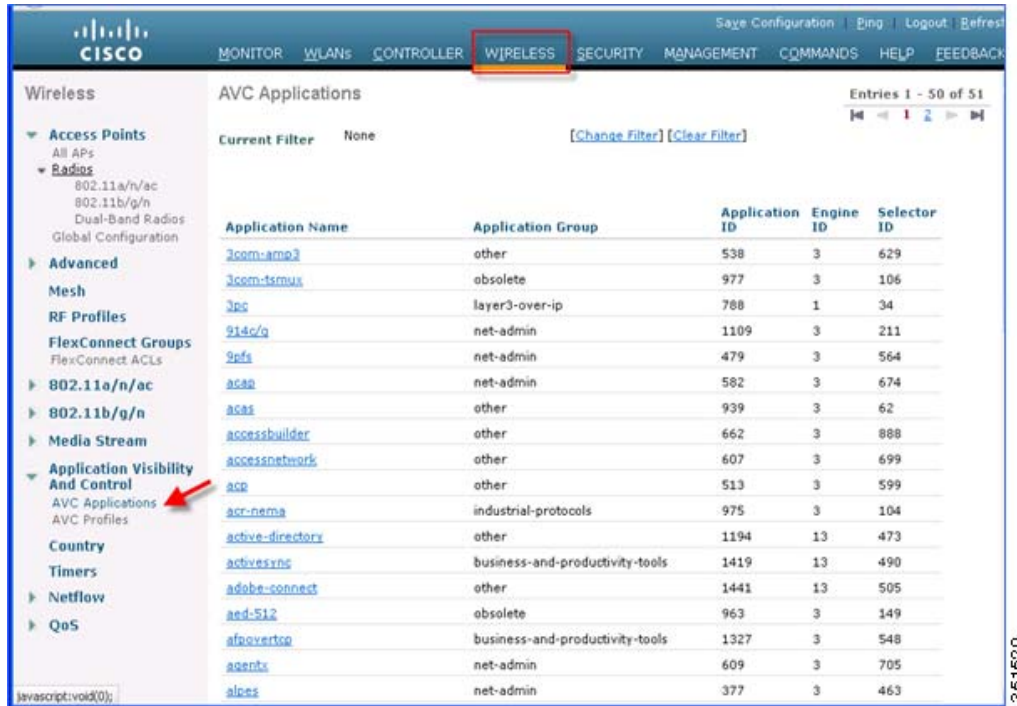 Save Configuration Ping Logout Refresh
CISCO
MONITOR WLANs CONTROLLER WIRELESS SECURITY MANAGEMENT COMMANDS HELP FEEDBACK
Wireless
Access Points
All APs
Radios
802.11a/n/ac
802.11b/g/n
Dual-Band Radios
Global Configuration
Advanced
Mesh
RF Profiles
FlexConnect Groups
FlexConnect ACLs
802.11a/n/ac
802.11b/g/n
Media Stream
Application Visibility
And Control
AVC Applications
AVC Profiles
Country
Timers
Netflow
QoS
javascript:void(0);
AVC Applications
Entries 1 - 50 of 51
1 2
Current Filter None [Change Filter] [Clear Filter]
Application Name Application Group Application ID Engine ID Selector ID
3com-amp3 other 538 3 629
3com-tsmux obsolete 977 3 106
3pc layer3-over-ip 788 1 34
914c/g net-admin 1109 3 211
9pfs net-admin 479 3 564
acap net-admin 582 3 674
acas other 939 3 62
accessbuilder other 662 3 888
accessnetwork other 607 3 699
acp other 513 3 599
acr-nema industrial-protocols 975 3 104
active-directory other 1194 13 473
activesync business-and-productivity-tools 1419 13 490
adobe-connect other 1441 13 505
aed-512 obsolete 963 3 149
afpovertcp business-and-productivity-tools 1327 3 548
agentx net-admin 609 3 705
alpes net-admin 377 3 463
351520